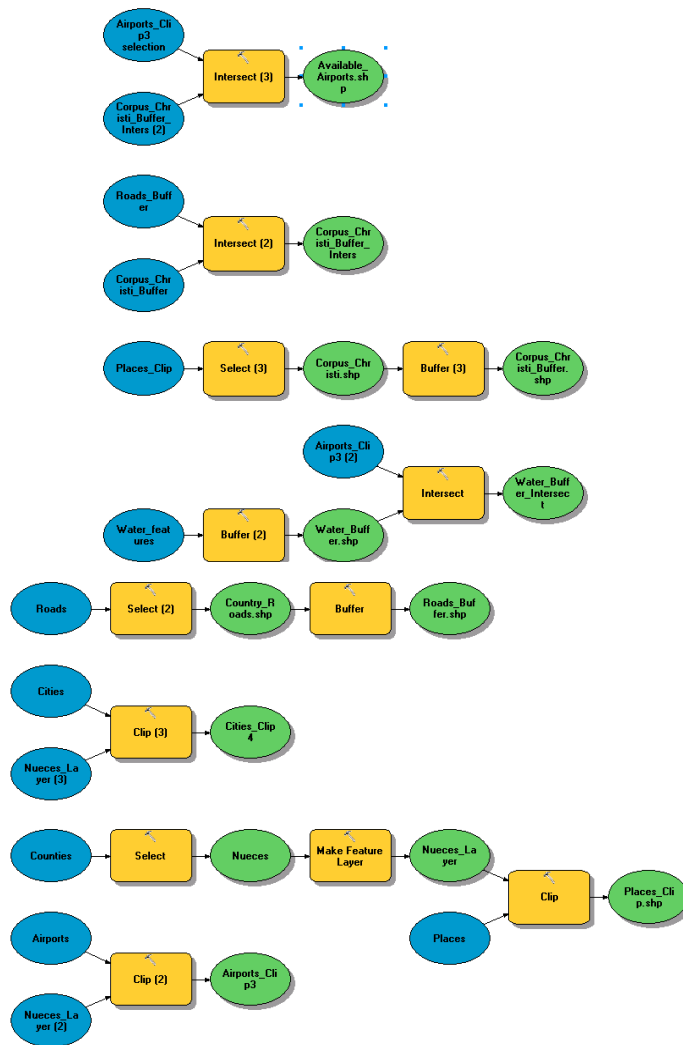 Airports_Cli
p3
selection
Intersect (3)
Available_
Airports.sh
p
Corpus_Chr
isti_Buffer_
Inters (2)
Roads_Buff
er
Intersect (2)
Corpus_Chr
isti_Buffer_
Inters
Corpus_Chr
isti_Buffer
Places_Clip
Select (3)
Corpus_Chr
isti.shp
Buffer (3)
Corpus_Chr
isti_Buffer.
shp
Airports_Cli
p3 (2)
Intersect
Water_Buff
er_Intersec
t
Water_feat
ures
Buffer (2)
Water_Buff
er.shp
Roads
Select (2)
Country_R
oads.shp
Buffer
Roads_Buf
fer.shp
Cities
Clip (3)
Cities_Clip
4
Nueces_La
yer (3)
Counties
Select
Nueces
Make Feature
Layer
Nueces_La
yer
Clip
Places_Cli
p.shp
Places
Airports
Clip (2)
Airports_Cli
p3
Nueces_La
yer (2)